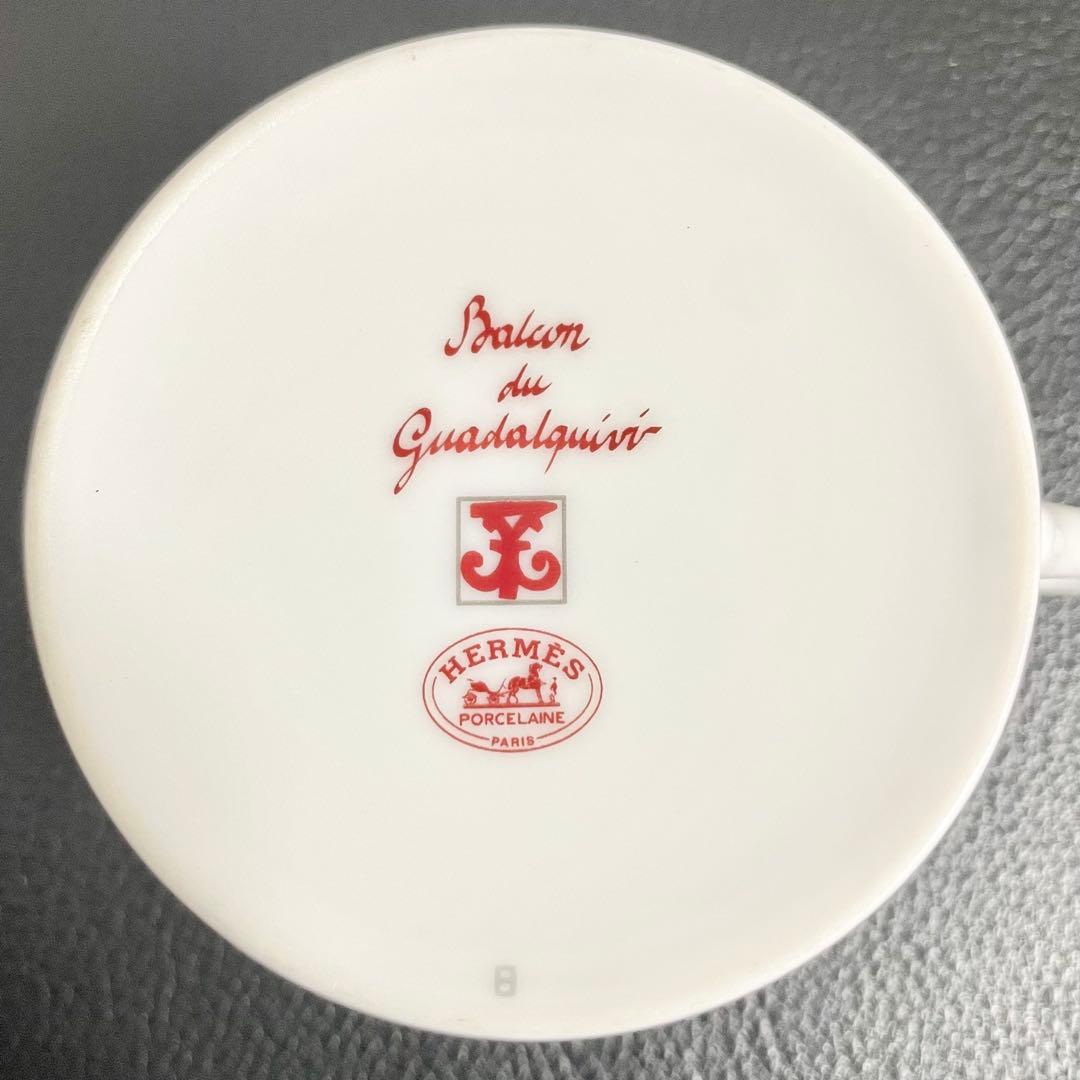 Balcon
du
Guadalquivir
HERMÈS
PORCELAINE
PARIS